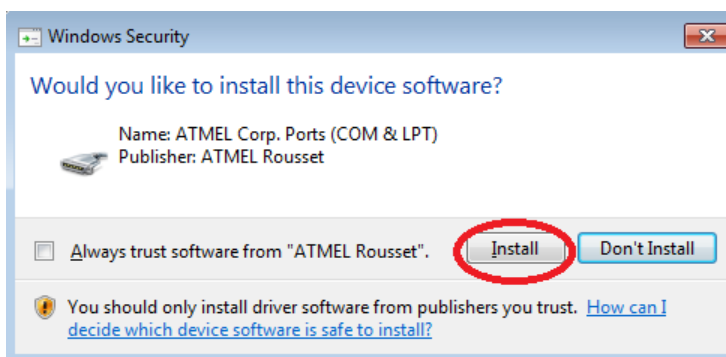 Windows Security
Would you like to install this device software?
Name: ATMEL Corp. Ports (COM & LPT)
Publisher: ATMEL Rousset
Always trust software from "ATMEL Rousset".
Install
Don't Install
You should only install driver software from publishers you trust. How can I
decide which device software is safe to install?